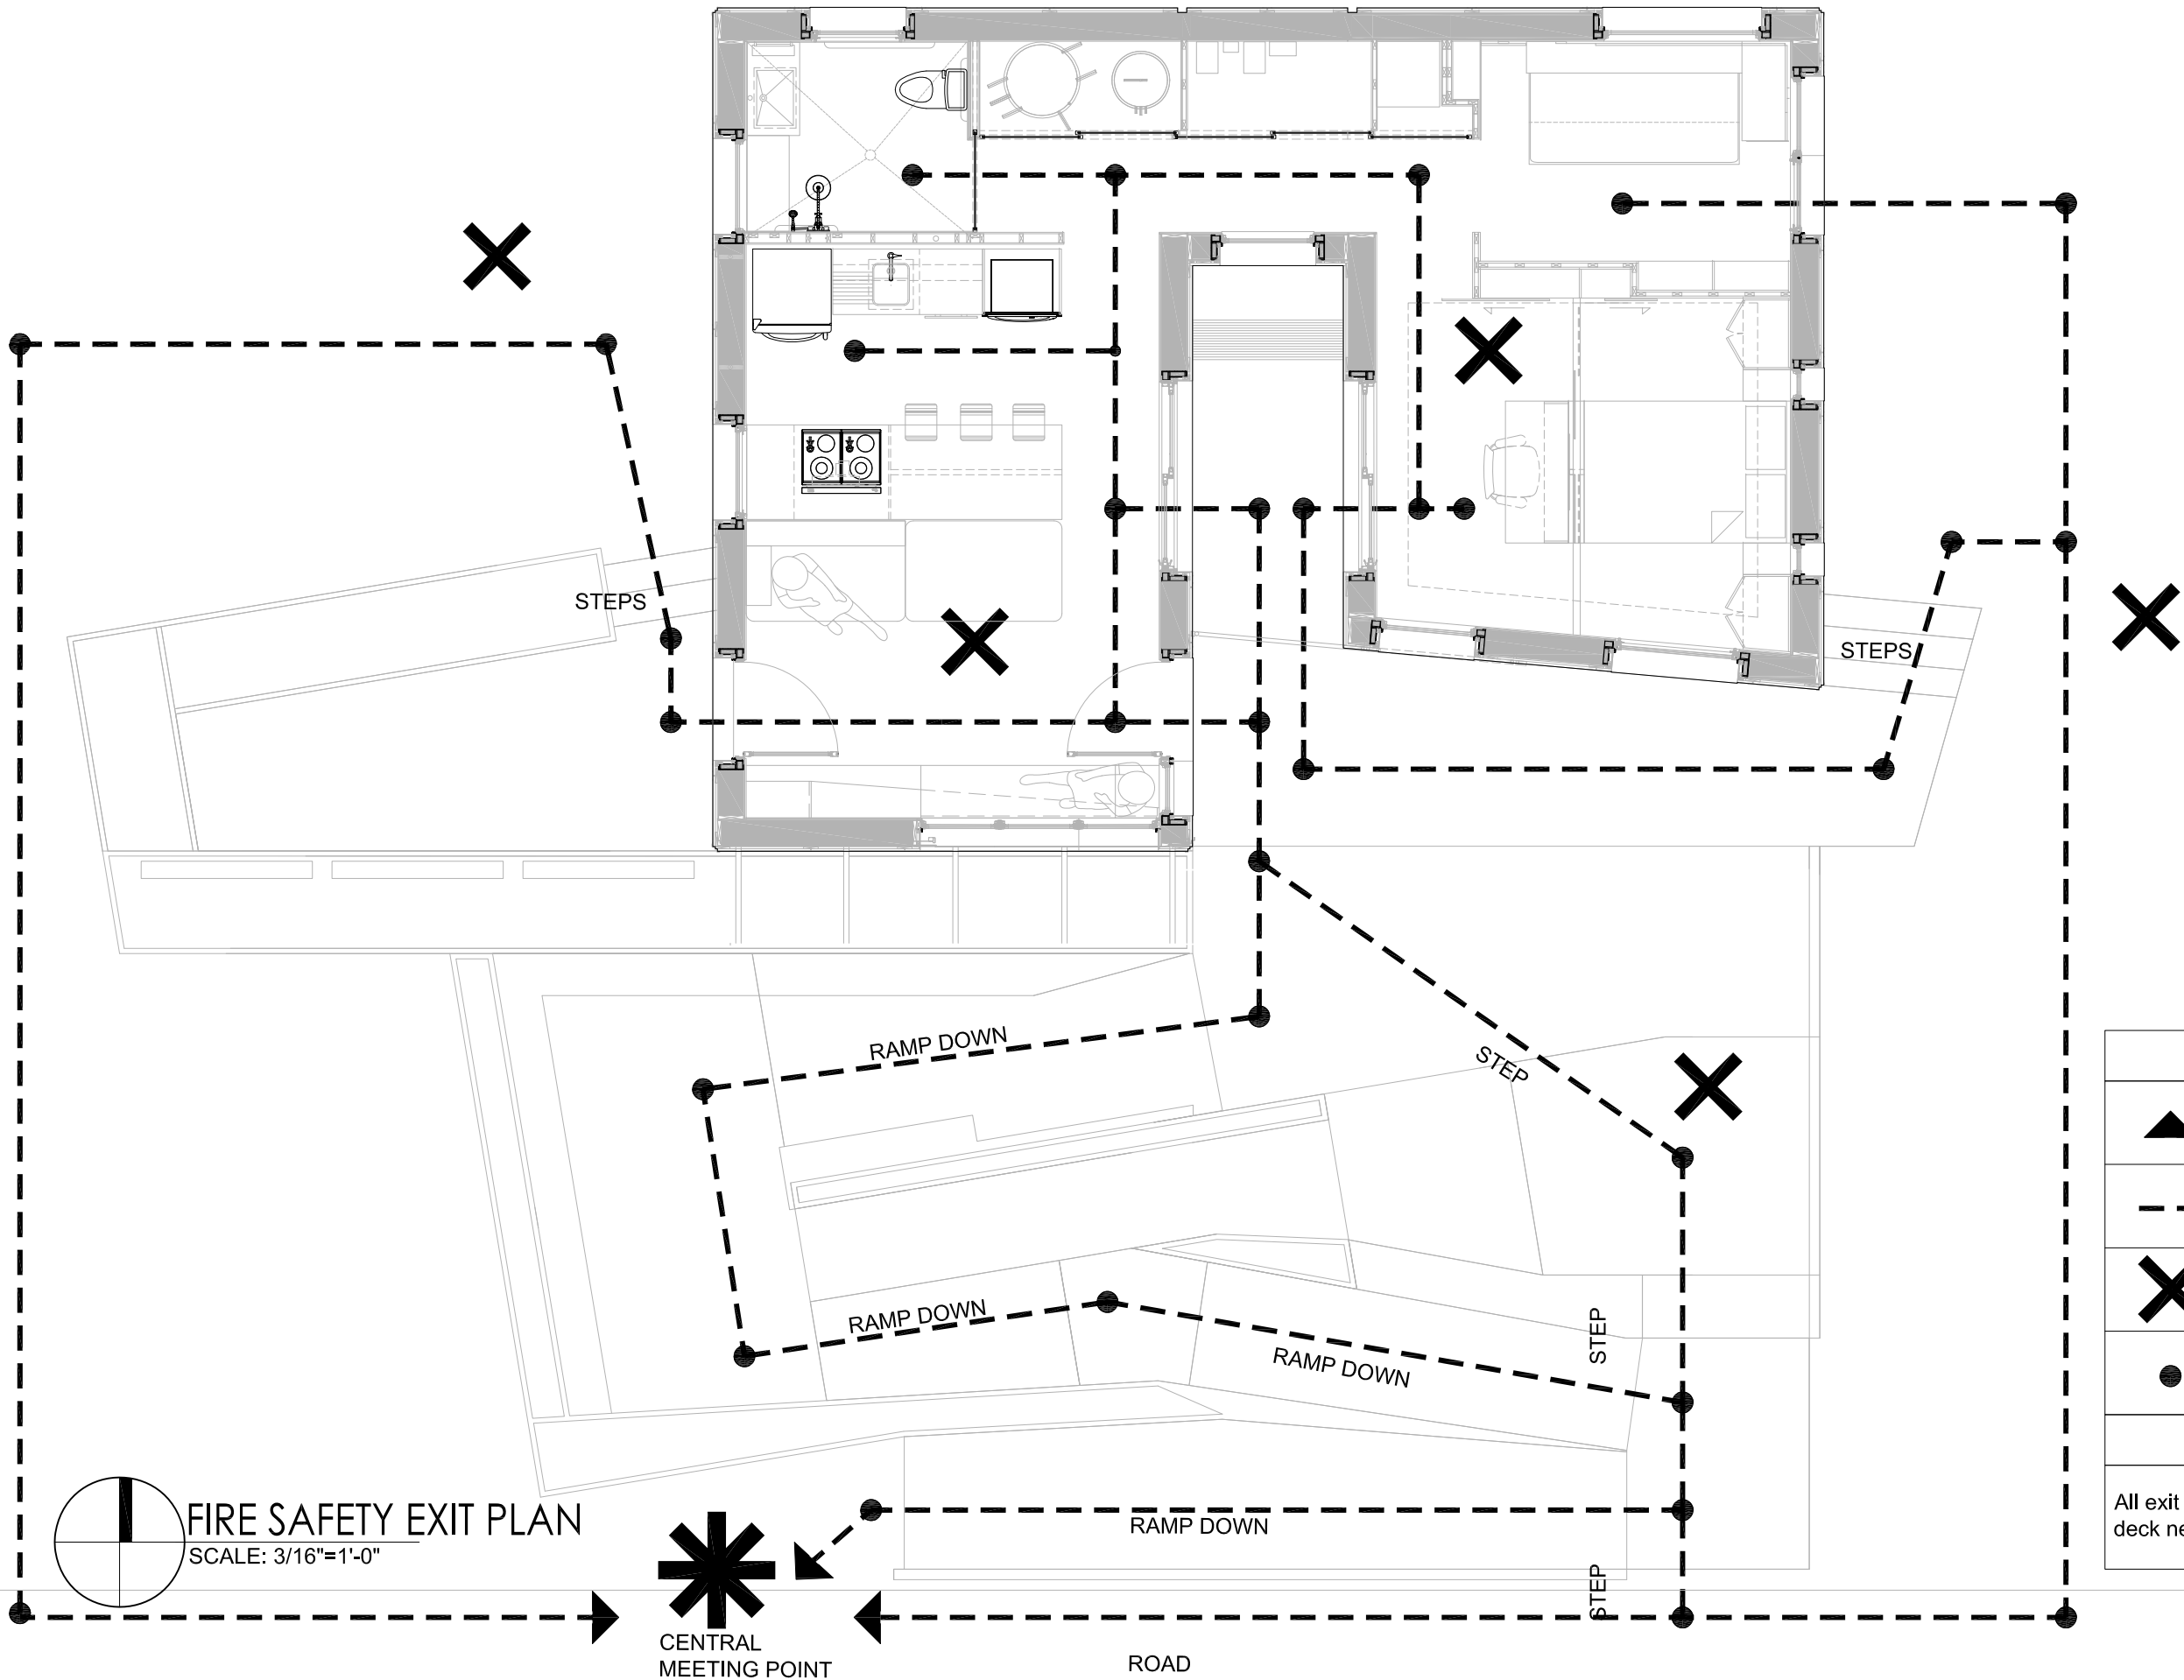 STEPS
STEPS
RAMP DOWN
STEP
RAMP DOWN
STEP
RAMP DOWN
FIRE SAFETY EXIT PLAN
SCALE: 3/16"=1'-0"
RAMP DOWN
STEP
All exit
deck ne
CENTRAL
MEETING POINT
ROAD